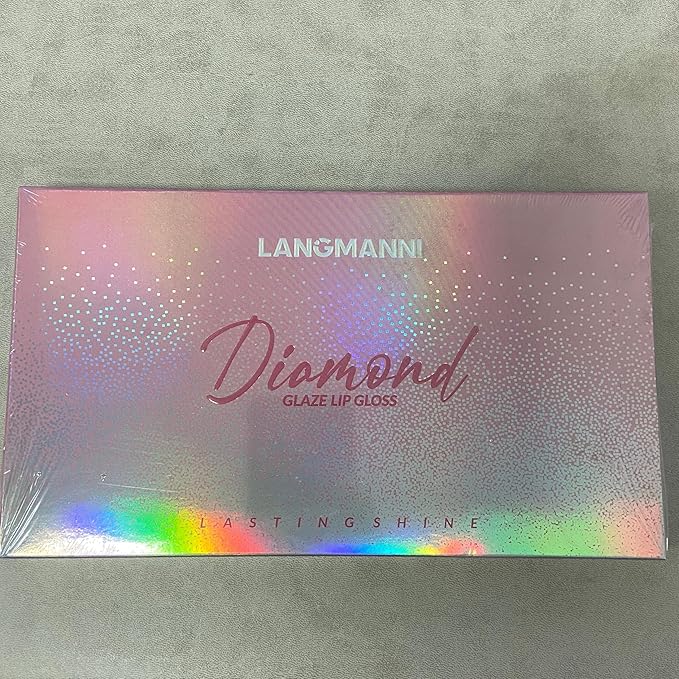 LANGMANNI
Diamond
GLAZE LIP GLOSS
LASTINGSHINE